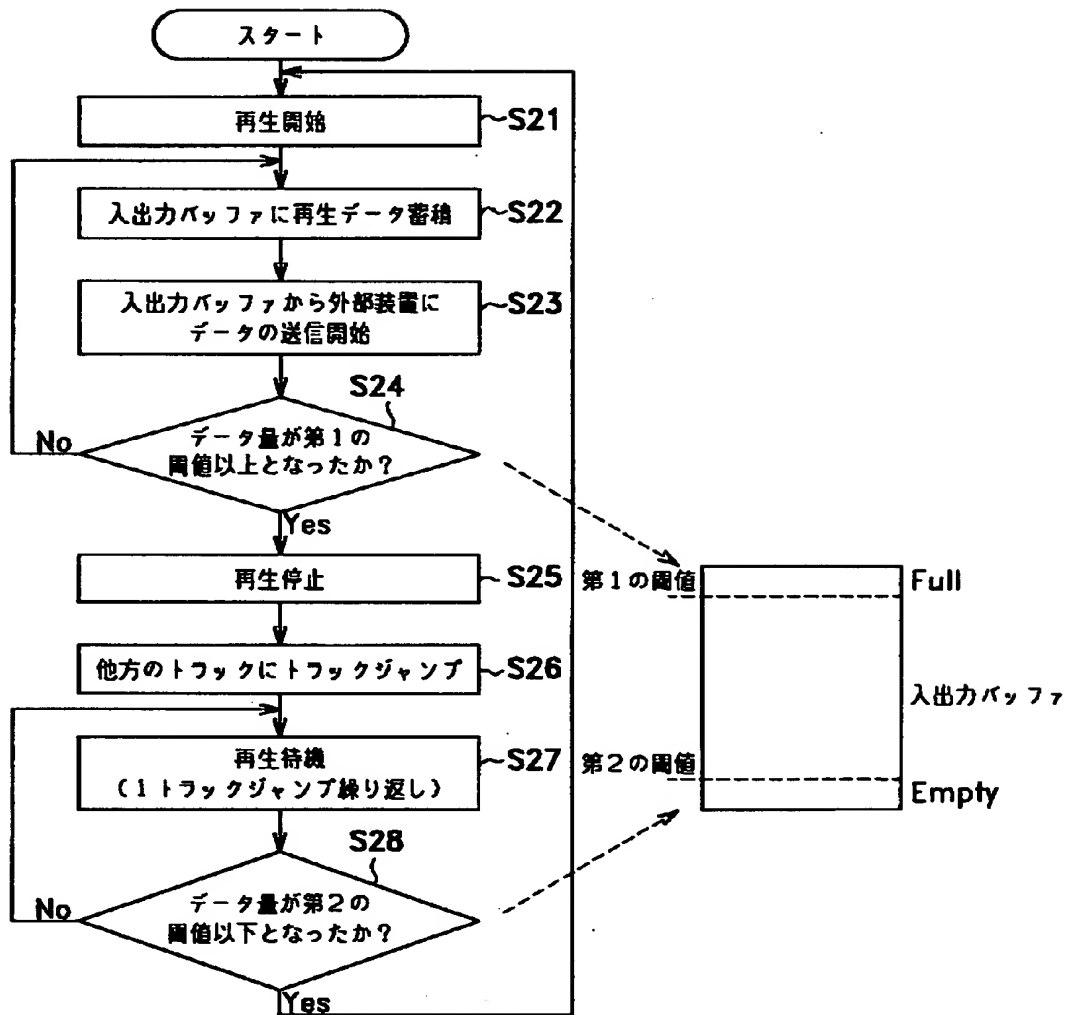 スタート
再生開始
S21
入出力バッファに再生データ蓄積
S22
入出力バッファから外部装置に
データの送信開始
S23
S24
データ量が第1の
閾値以上となったか?
No
Yes
再生停止
S25
他方のトラックにトラックジャンプ
S26
再生待機
(1トラックジャンプ繰り返し)
S27
S28
データ量が第2の
閾値以下となったか?
No
Yes
第1の閾値
Full
入出力バッファ
第2の閾値
Empty